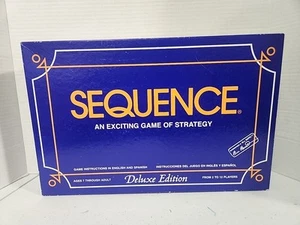 SEQUENCE®
AN EXCITING GAME OF STRATEGY
GAME INSTRUCTIONS IN ENGLISH AND SPANISH
INSTRUCCIONES DEL JUEGO EN INGLÉS Y ESPAÑOL
AGES 7 THROUGH ADULT
Deluxe Edition
FROM 2 TO 12 PLAYERS